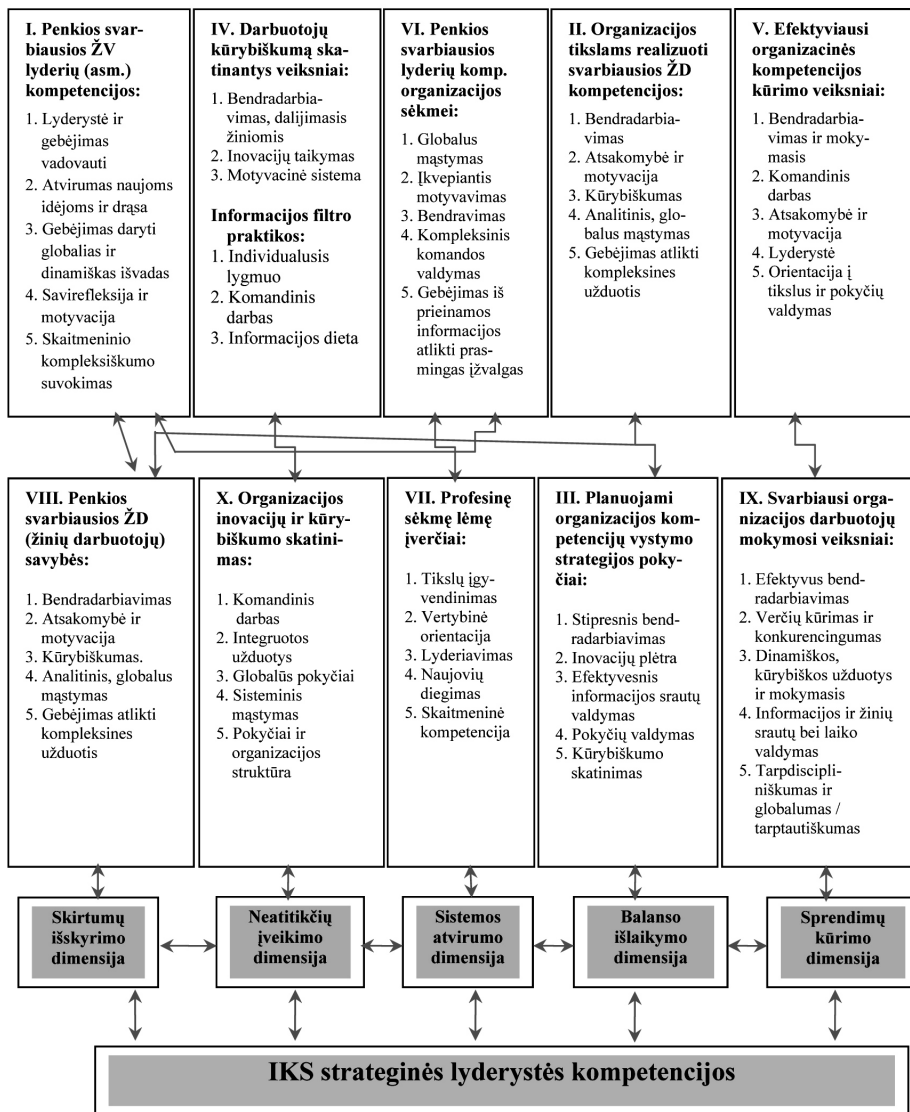 I. Penkios svar-
biausios ŽV
lyderių (asm.)
kompetencijos:
1. Lyderystė ir
gebėjimas
vadovauti
2. Atvirumas naujoms
idėjoms ir drąsa
3. Gebėjimas daryti
globalias ir
dinamiškas išvadas
4. Savirefleksija ir
motyvacija
5. Skaitmeninio
kompleksiškumo
suvokimas
IV. Darbuotojų
kūrybiškumą ska-
tinantys veiksniai:
1. Bendradarbia-
vimas, dalijimasis
žiniomis
2. Inovacijų taikymas
3. Motyvacinė sistema
Informacijos filtro
praktikos:
1. Individualusis
lygmuo
2. Komandinis
darbas
3. Informacijos dieta
VI. Penkios
svarbiausios
lyderių komp.
organizacijos
sėkmei:
1. Globalus
mąstymas
2. Įkvepiantis
motyvavimas
3. Bendravimas
4. Kompleksinis
komandos
valdymas
5. Gebėjimas iš
prieinamos
informacijos
atlikti pras-
mingas įžvalgas
II. Organizacijos
tikslams realizuoti
svarbiausios ŽD
kompetencijos:
1. Bendradarbia-
vimas
2. Atsakomybė ir
motyvacija
3. Kūrybiškumas
4. Analitinis, glo-
balus mąstymas
5. Gebėjimas atlikti
kompleksines
užduotis
V. Efektyviausi
organizacinės
kompetencijos
kūrimo veiksniai:
1. Bendradarbia-
vimas ir moky-
masis
2. Komandinis
darbas
3. Atsakomybė ir
motyvacija
4. Lyderystė
5. Orientacija į
tikslus ir pokyčių
valdymas
VIII. Penkios
svarbiausios ŽD
(žinių darbuotojų)
savybės:
1. Bendradarbiavimas
2. Atsakomybė ir
motyvacija
3. Kūrybiškumas.
4. Analitinis, globalus
mąstymas
5. Gebėjimas atlikti
kompleksines
užduotis
X. Organizacijos
inovacijų ir kūry-
biškumo skatini-
mas:
1. Komandinis
darbas
2. Integruotos
užduotys
3. Globalūs pokyčiai
4. Sisteminis
mąstymas
5. Pokyčiai ir
organizacijos
struktūra
VII. Profesinę
sėkmę lėmę
įverčiai:
1. Tikslų įgy-
vendinimas
2. Vertybinė
orientacija
3. Lyderiavimas
4. Naujovių
diegimas
5. Skaitmeninė
kompetencija
III. Planuojami
organizacijos kom-
petencijų vystymo
strategijos poky-
čiai:
1. Stipresnis bend-
radarbiavimas
2. Inovacijų plėtra
3. Efektyvesnis
informacijos srautų
valdymas
4. Pokyčių valdymas
5. Kūrybiškumo
skatinimas
IX. Svarbiausi orga-
nizacijos darbuotojų
mokymosi veiksniai:
1. Efektyvus bend-
radarbiavimas
2. Verčių kūrimas ir
konkurencingumas
3. Dinamiškos,
kūrybiškos užduotys
ir mokymasis
4. Informacijos ir žinių
srautų bei laiko
valdymas
5. Tarpdiscipli-
niškumas ir
globalumas /
tarptautiškumas
Skirtumų
išskyrimo
dimensija
Neatitikčių
įveikimo
dimensija
Sistemos
atvirumo
dimensija
Balanso
išlaikymo
dimensija
Sprendimų
kūrimo
dimensija
IKS strateginės lyderystės kompetencijos